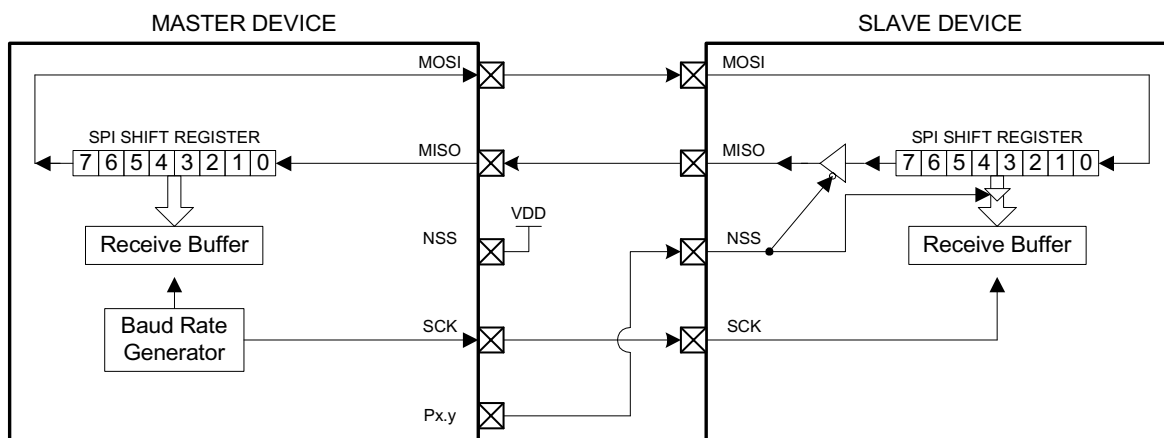 MASTER DEVICE
SLAVE DEVICE
MOSI
MOSI
SPI SHIFT REGISTER
7 6 5 4 3 2 1 0
MISO
MISO
SPI SHIFT REGISTER
7 6 5 4 3 2 1 0
Receive Buffer
NSS
VDD
NSS
Receive Buffer
Baud Rate
Generator
SCK
SCK
Px.y